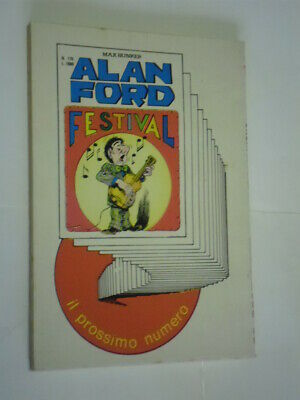 MAX BUNKER
ALAN
FORD
FESTIVAL
il prossimo numero